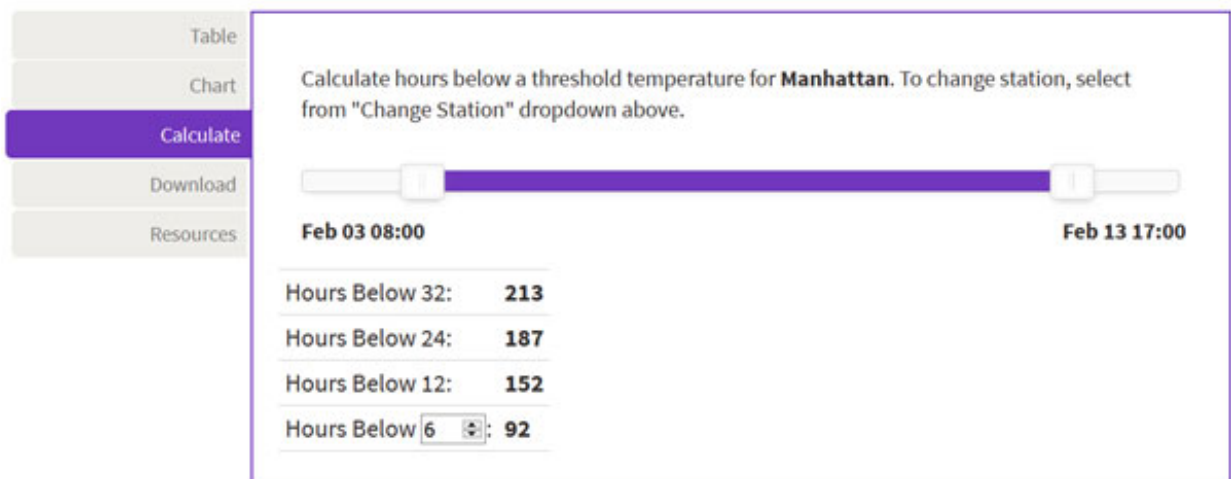 Table
Chart
Calculate
Download
Resources
Calculate hours below a threshold temperature for Manhattan. To change station, select
from "Change Station" dropdown above.
Feb 03 08:00
Feb 13 17:00
Hours Below 32: 213
Hours Below 24: 187
Hours Below 12: 152
Hours Below 6 : 92